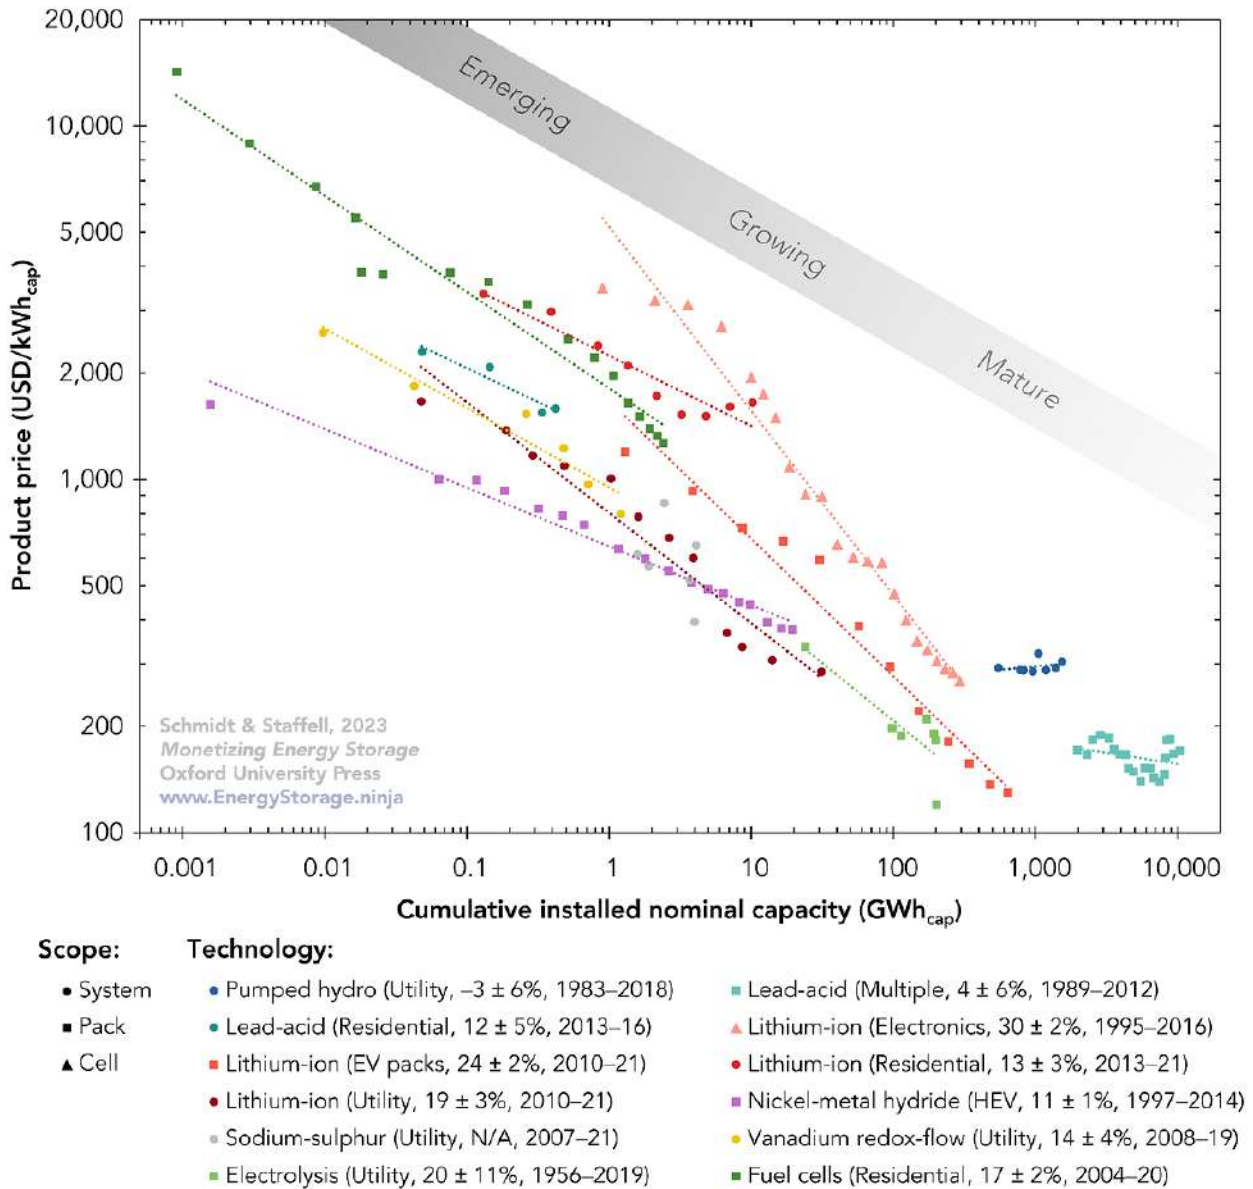 20,000
10,000
5,000
2,000
1,000
500
200
100
Product price (USD/kWhcap)
Emerging
Growing
Mature
Schmidt & Staffell, 2023
Monetizing Energy Storage
Oxford University Press
www.EnergyStorage.ninja
0.001 0.01 0.1 1 10 100 1,000 10,000
Cumulative installed nominal capacity (GWhcap)
Scope: Technology:
System Pumped hydro (Utility, –3 ± 6%, 1983–2018) Lead-acid (Multiple, 4 ± 6%, 1989–2012)
Pack Lead-acid (Residential, 12 ± 5%, 2013–16) Lithium-ion (Electronics, 30 ± 2%, 1995–2016)
Cell Lithium-ion (EV packs, 24 ± 2%, 2010–21) Lithium-ion (Residential, 13 ± 3%, 2013–21)
Lithium-ion (Utility, 19 ± 3%, 2010–21) Nickel-metal hydride (HEV, 11 ± 1%, 1997–2014)
Sodium-sulphur (Utility, N/A, 2007–21) Vanadium redox-flow (Utility, 14 ± 4%, 2008–19)
Electrolysis (Utility, 20 ± 11%, 1956–2019) Fuel cells (Residential, 17 ± 2%, 2004–20)